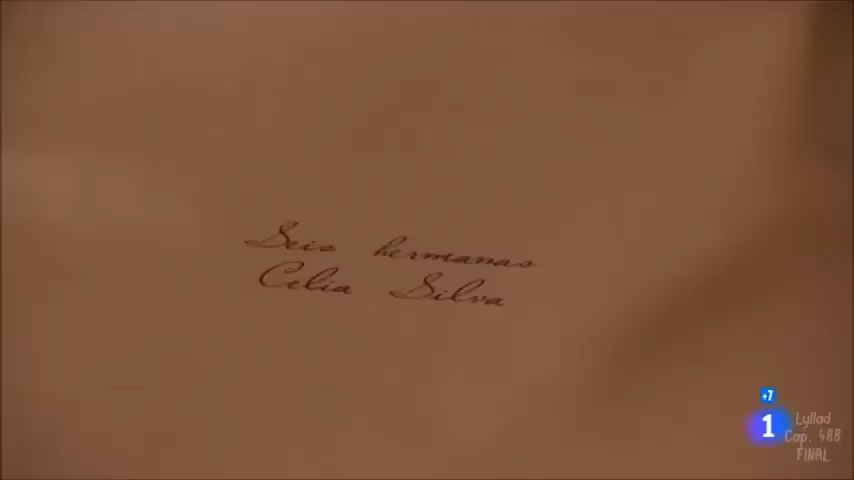 Seis hermanas
Celia Silva
+7
1
Lyllad
Cap. 488
FINAL